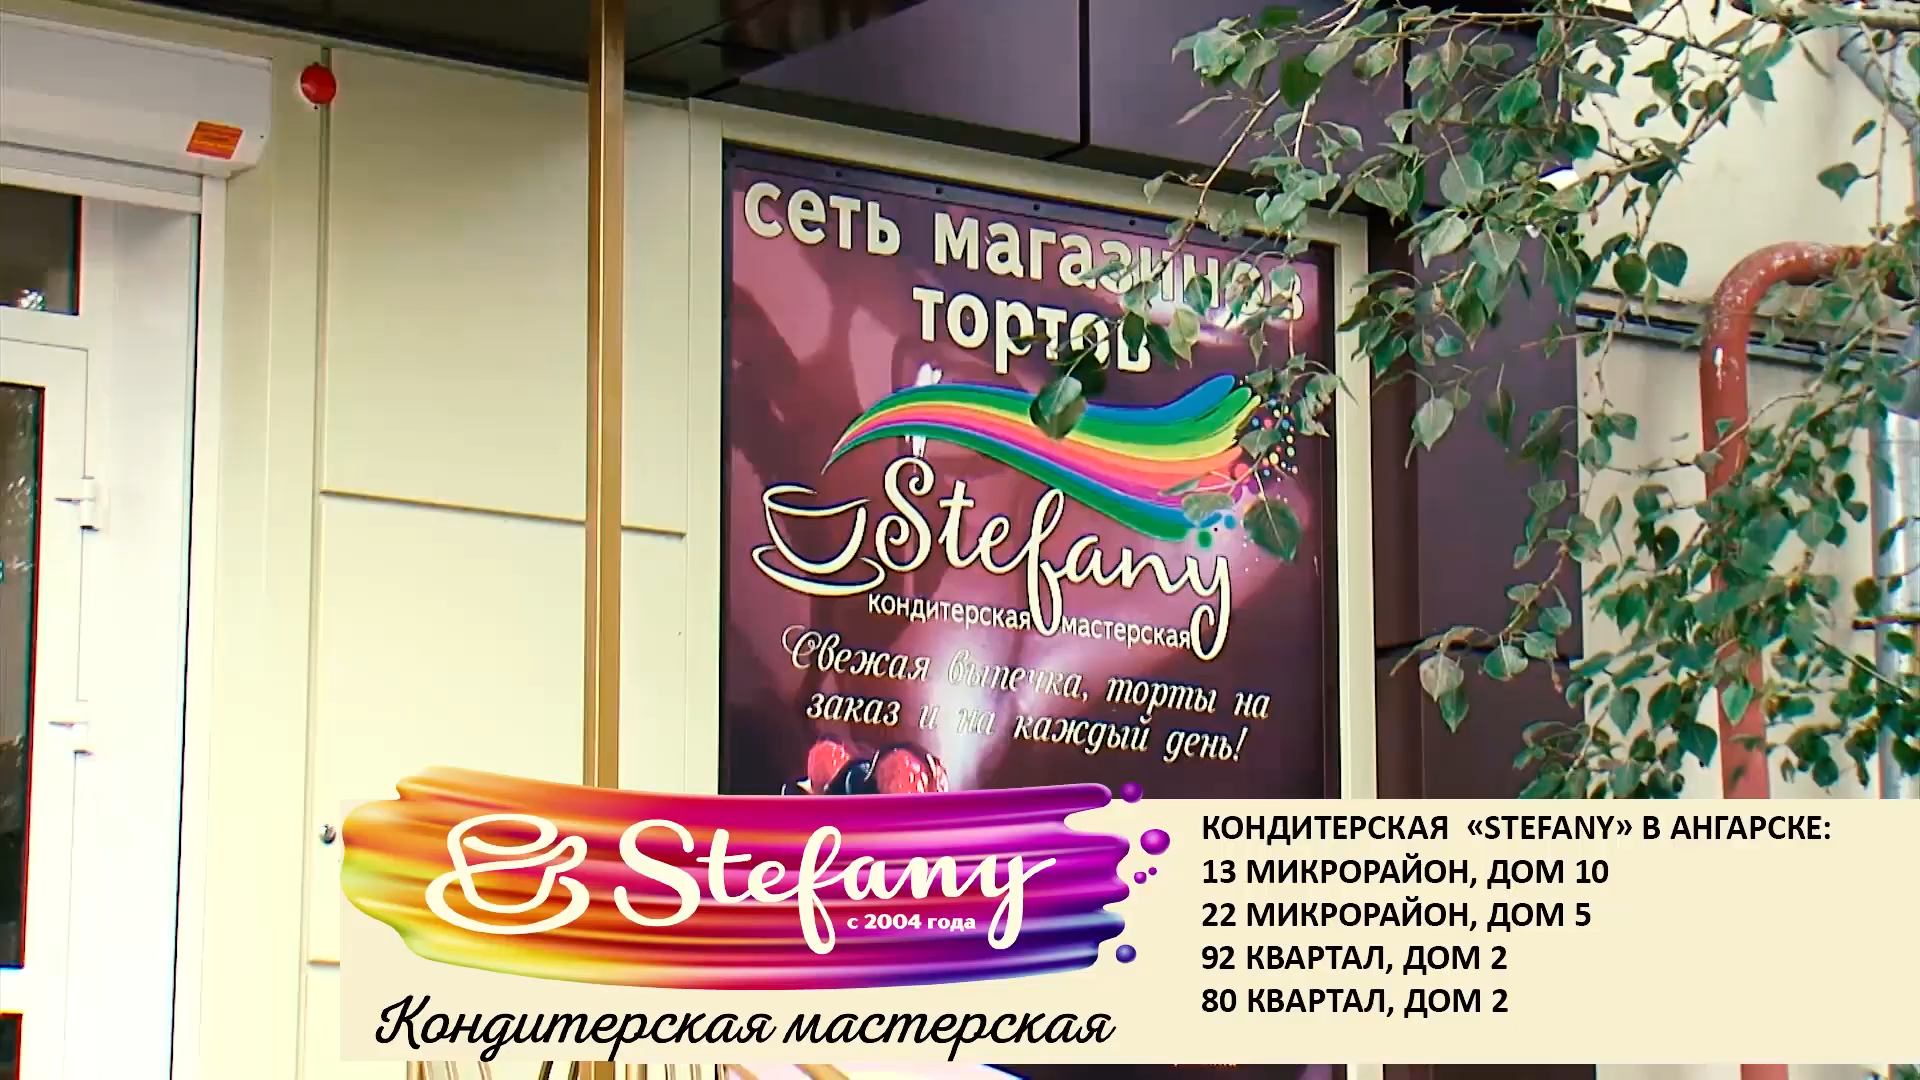 сеть магазинов
тортов
Stefany
кондитерская мастерская
Свежая выпечка, торты на
заказ и на каждый день!
Stefany
с 2004 года
Кондитерская мастерская
КОНДИТЕРСКАЯ «STEFANY» В АНГАРСКЕ:
13 МИКРОРАЙОН, ДОМ 10
22 МИКРОРАЙОН, ДОМ 5
92 КВАРТАЛ, ДОМ 2
80 КВАРТАЛ, ДОМ 2